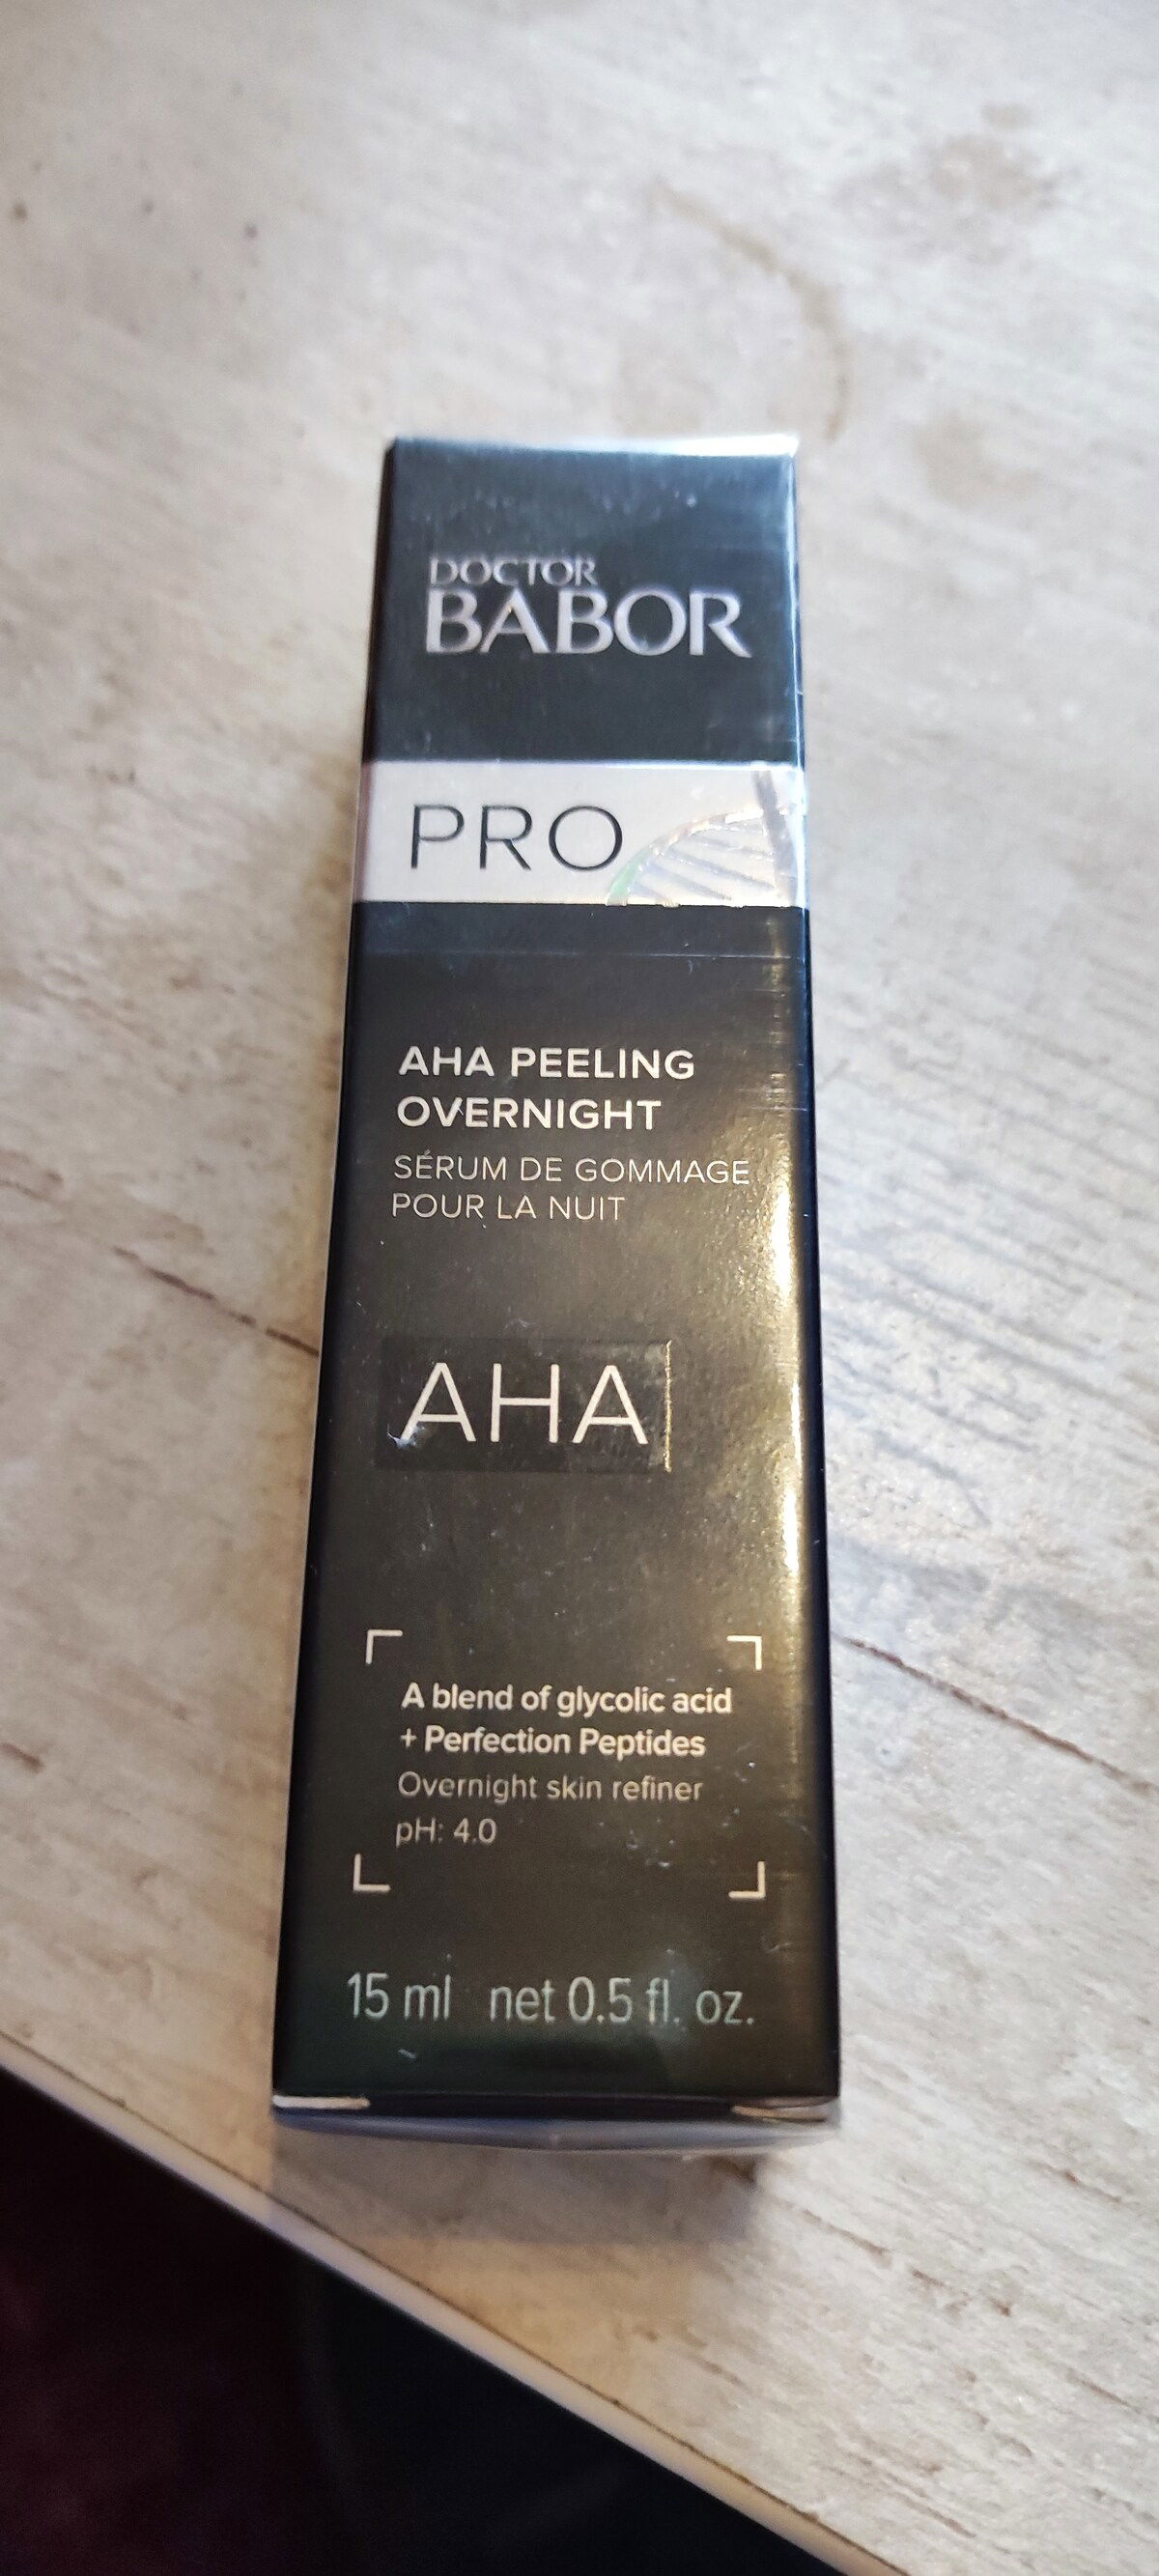 DOCTOR
BABOR
PRO
AHA PEELING
OVERNIGHT
SÉRUM DE GOMMAGE
POUR LA NUIT
AHA
A blend of glycolic acid
+ Perfection Peptides
Overnight skin refiner
pH: 4.0
15 ml net 0.5 fl. oz.